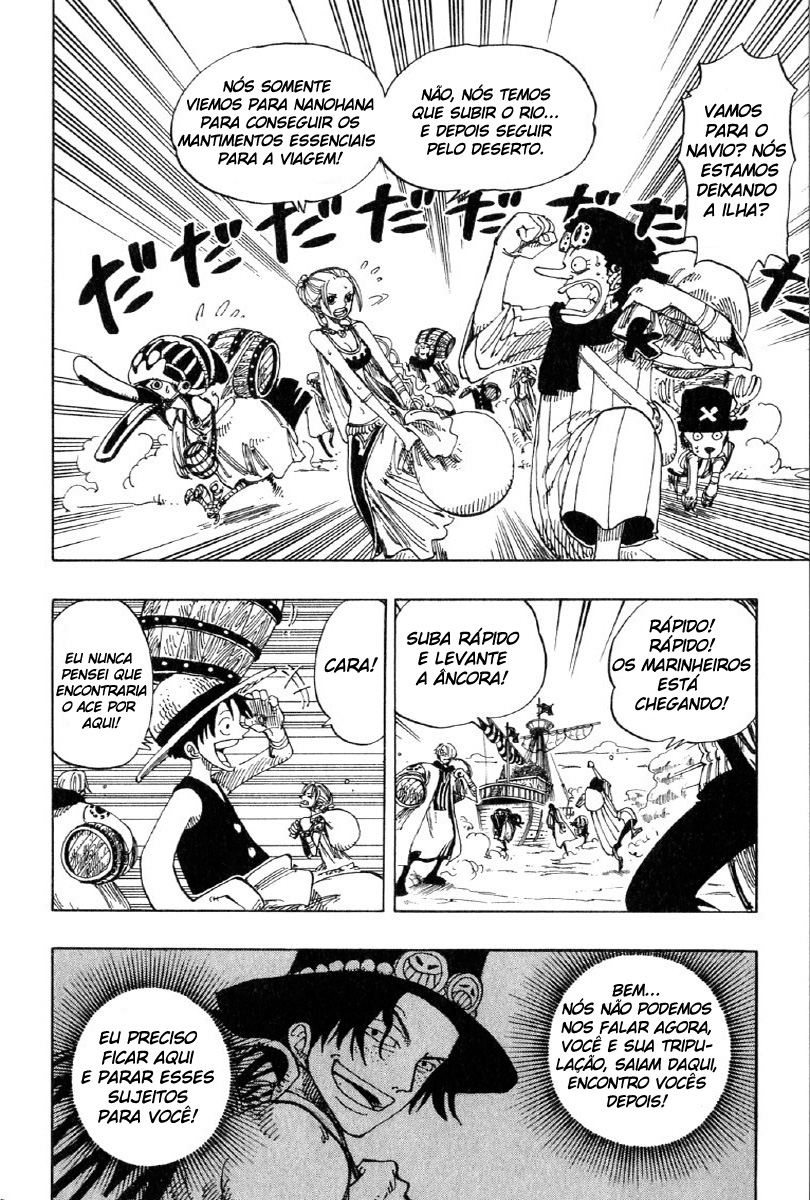 VAMOS
PARA O
NAVIO? NÓS
ESTAMOS
DEIXANDO
A ILHA?
NÃO, NÓS TEMOS
QUE SUBIR O RIO...
E DEPOIS SEGUIR
PELO DESERTO.
NÓS SOMENTE
VIEMOS PARA NANOHANA
PARA CONSEGUIR OS
MANTIMENTOS ESSENCIAIS
PARA A VIAGEM!
だだだだだだだだ
RÁPIDO!
RÁPIDO!
OS MARINHEIROS
ESTÁ
CHEGANDO!
SUBA RÁPIDO
E LEVANTE
A ÂNCORA!
CARA!
EU NUNCA
PENSEI QUE
ENCONTRARIA
O ACE POR
AQUI!
BEM...
NÓS NÃO PODEMOS
NOS FALAR AGORA,
VOCÊ E SUA TRIPU-
LAÇÃO, SAIAM DAQUI,
ENCONTRO VOCÊS
DEPOIS!
EU PRECISO
FICAR AQUI
E PARAR ESSES
SUJEITOS
PARA VOCÊ!